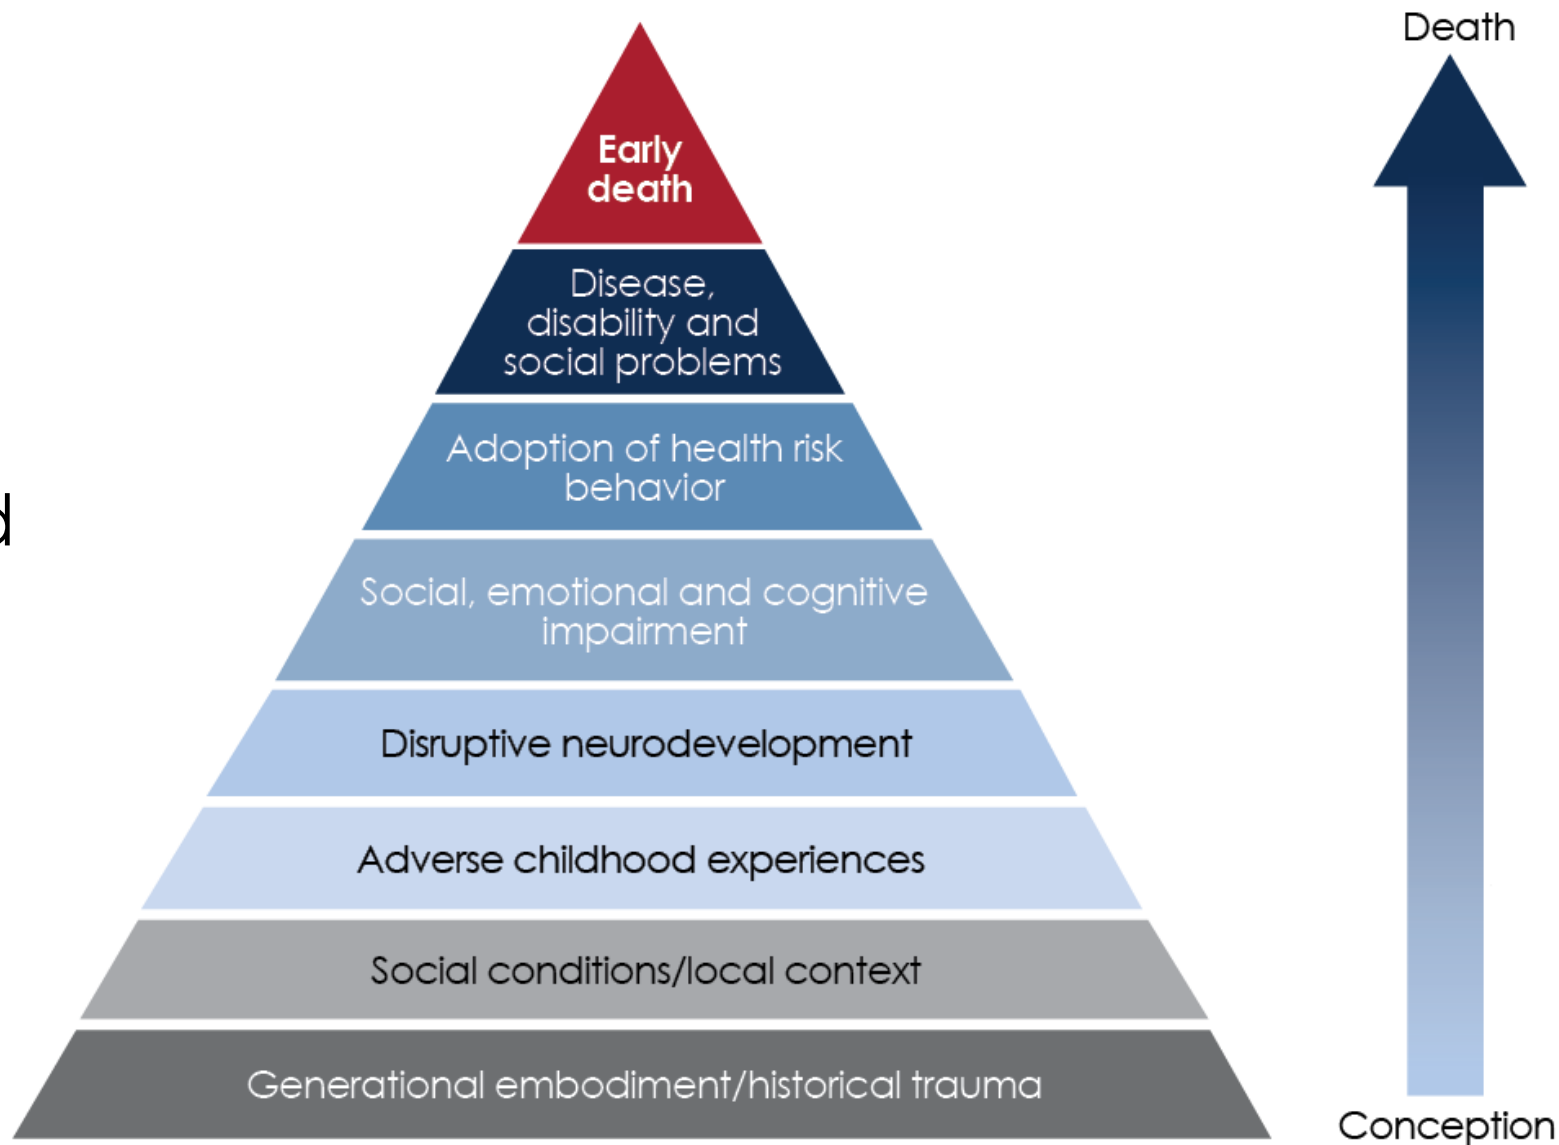 Death
Early
death
Disease,
disability and
social problems
Adoption of health risk
behavior
d
Social, emotional and cognitive
impairment
Disruptive neurodevelopment
Adverse childhood experiences
Social conditions/local context
Generational embodiment/historical trauma
Conception